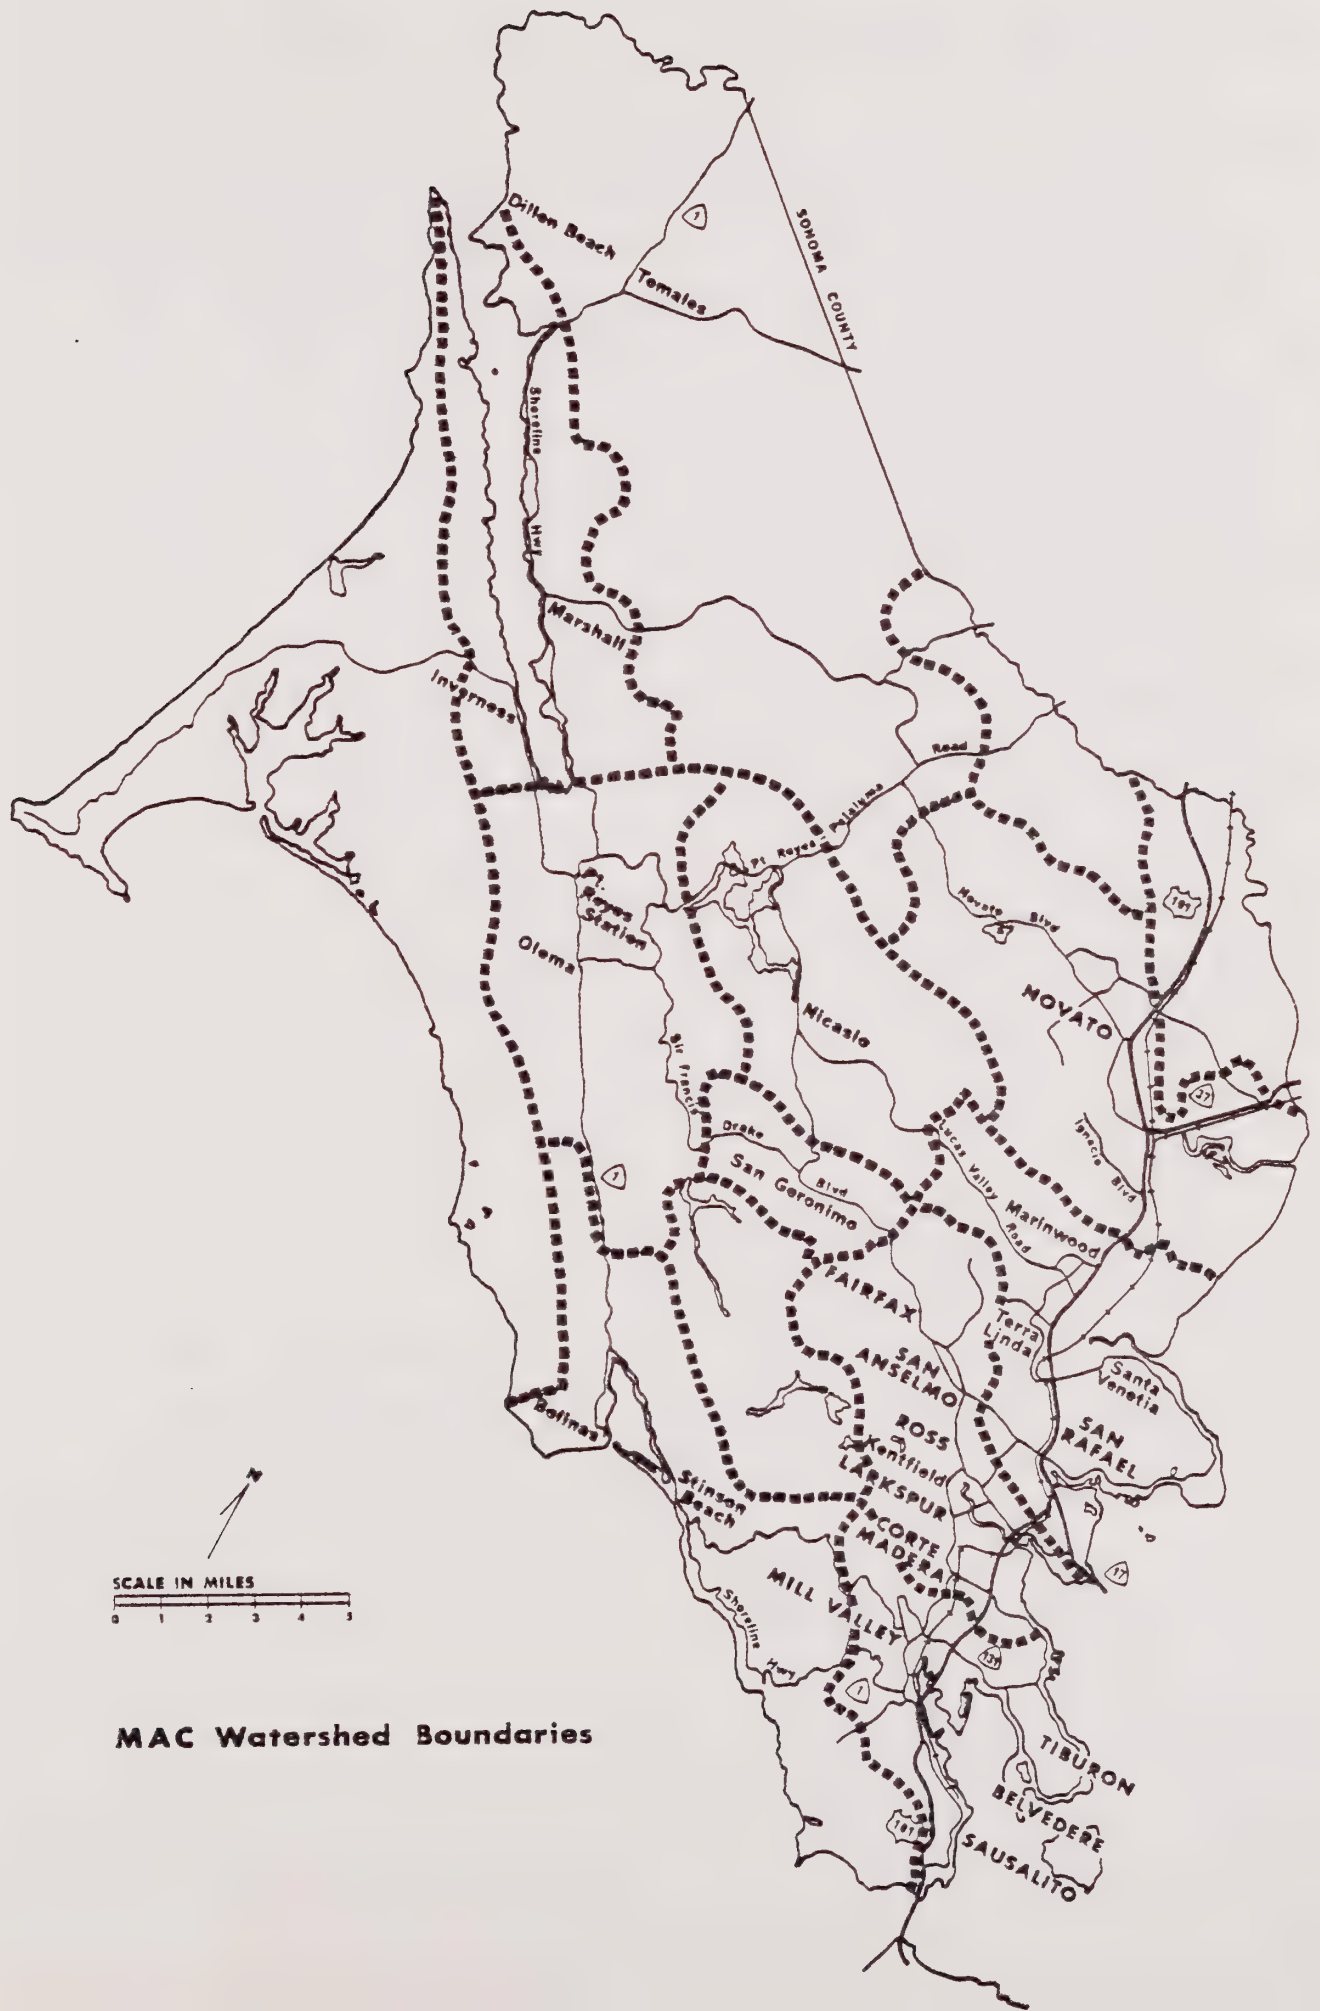 Dillon Beach
1
Tomales
SONOMA COUNTY
Shoreline
Hwy
Marshall
Inverness
Road
Petaluma
Pt Reyes
Pt.
Reyes
Station
Olema
Novato Blvd
101
NOVATO
Nicasio
37
Sir Francis
Drake
Blvd
San Geronimo
Lucas Valley
Road
Ignacio Blvd
Marinwood
1
FAIRFAX
Terra
Linda
SAN
ANSELMO
Santa
Venetia
ROSS
SAN
RAFAEL
Kentfield
LARKSPUR
Bolinas
Stinson
Beach
CORTE
MADERA
17
MILL VALLEY
Shoreline
Hwy
131
1
TIBURON
BELVEDERE
101
SAUSALITO
N
SCALE IN MILES
0 1 2 3 4 5
MAC Watershed Boundaries